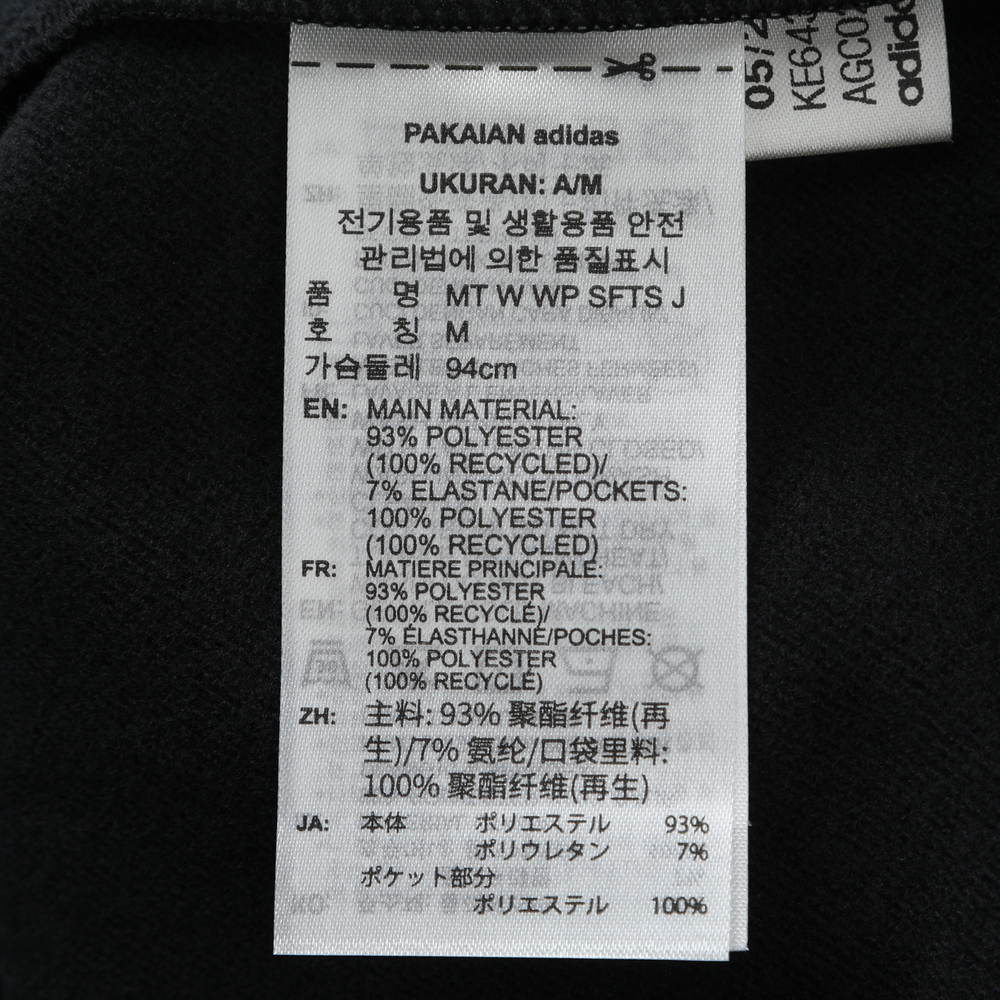 PAKAIAN adidas
UKURAN: A/M
전기용품 및 생활용품 안전
관리법에 의한 품질표시
품 명 MT W WP SFTS J
호 칭 M
가슴둘레 94cm
EN: MAIN MATERIAL:
93% POLYESTER
(100% RECYCLED)/
7% ELASTANE/POCKETS:
100% POLYESTER
(100% RECYCLED)
FR: MATIERE PRINCIPALE:
93% POLYESTER
(100% RECYCLÉ)/
7% ÉLASTHANNE/POCHES:
100% POLYESTER
(100% RECYCLÉ)
ZH: 主料: 93% 聚酯纤维(再
生)/7% 氨纶/口袋里料:
100% 聚酯纤维(再生)
JA: 本体 ポリエステル 93%
ポリウレタン 7%
ポケット部分
ポリエステル 100%
05/2
KE643
AGC0
adidas